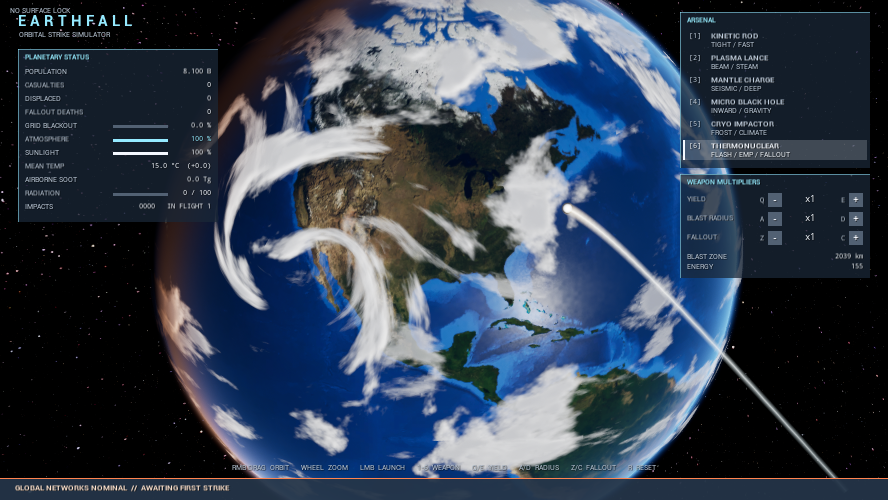 NO SURFACE LOCK
EARTHFALL
ORBITAL STRIKE SIMULATOR
PLANETARY STATUS
POPULATION 8.100 B
CASUALTIES 0
DISPLACED 0
FALLOUT DEATHS 0
GRID BLACKOUT 0.0 %
ATMOSPHERE 100 %
SUNLIGHT 100 %
MEAN TEMP 15.0 °C (+0.0)
AIRBORNE SOOT 0.0 Tg
RADIATION 0 / 100
IMPACTS 0000 IN FLIGHT 1
ARSENAL
[1] KINETIC ROD
TIGHT / FAST
[2] PLASMA LANCE
BEAM / STEAM
[3] MANTLE CHARGE
SEISMIC / DEEP
[4] MICRO BLACK HOLE
INWARD / GRAVITY
[5] CRYO IMPACTOR
FROST / CLIMATE
[6] THERMONUCLEAR
FLASH / EMP / FALLOUT
WEAPON MULTIPLIERS
YIELD Q - x1 E +
BLAST RADIUS A - x1 D +
FALLOUT Z - x1 C +
BLAST ZONE 2039 km
ENERGY 155
RMB DRAG ORBIT WHEEL ZOOM LMB LAUNCH WEAPON A/D RADIUS Z/C FALLOUT RESET
GLOBAL NETWORKS NOMINAL // AWAITING FIRST STRIKE